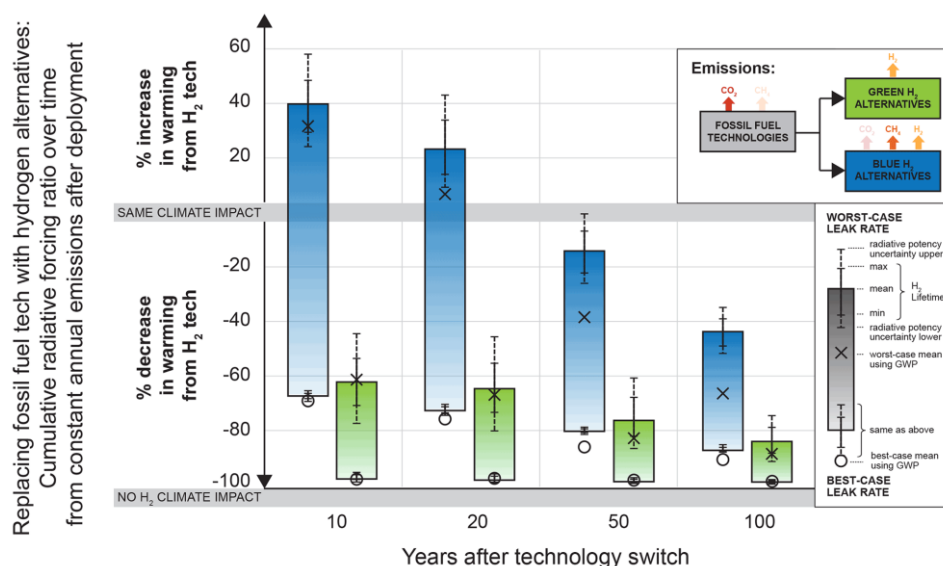 Replacing fossil fuel tech with hydrogen alternatives:
Cumulative radiative forcing ratio over time
from constant annual emissions after deployment
% increase
in warming
from H₂ tech
% decrease
in warming
from H₂ tech
60
40
20
SAME CLIMATE IMPACT
-20
-40
-60
-80
-100
NO H₂ CLIMATE IMPACT
10 20 50 100
Years after technology switch
Emissions:
CO₂ CH₄
FOSSIL FUEL
TECHNOLOGIES
H₂
GREEN H₂
ALTERNATIVES
CO₂ CH₄ H₂
BLUE H₂
ALTERNATIVES
WORST-CASE
LEAK RATE
radiative potency
uncertainty upper
max
mean
H₂
Lifetime
min
radiative potency
uncertainty lower
worst-case mean
using GWP
same as above
best-case mean
using GWP
BEST-CASE
LEAK RATE